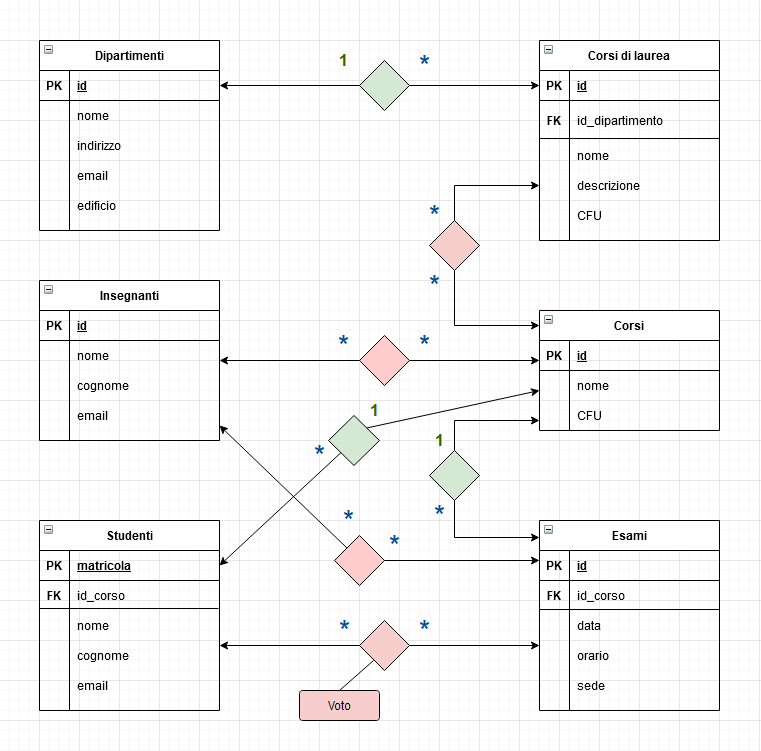 Dipartimenti
PK id
nome
indirizzo
email
edificio
1 *
Corsi di laurea
PK id
FK id_dipartimento
nome
descrizione
CFU
*
*
Insegnanti
PK id
nome
cognome
email
* *
Corsi
PK id
nome
CFU
1
*
1
*
*
*
Studenti
PK matricola
FK id_corso
nome
cognome
email
* *
Voto
Esami
PK id
FK id_corso
data
orario
sede